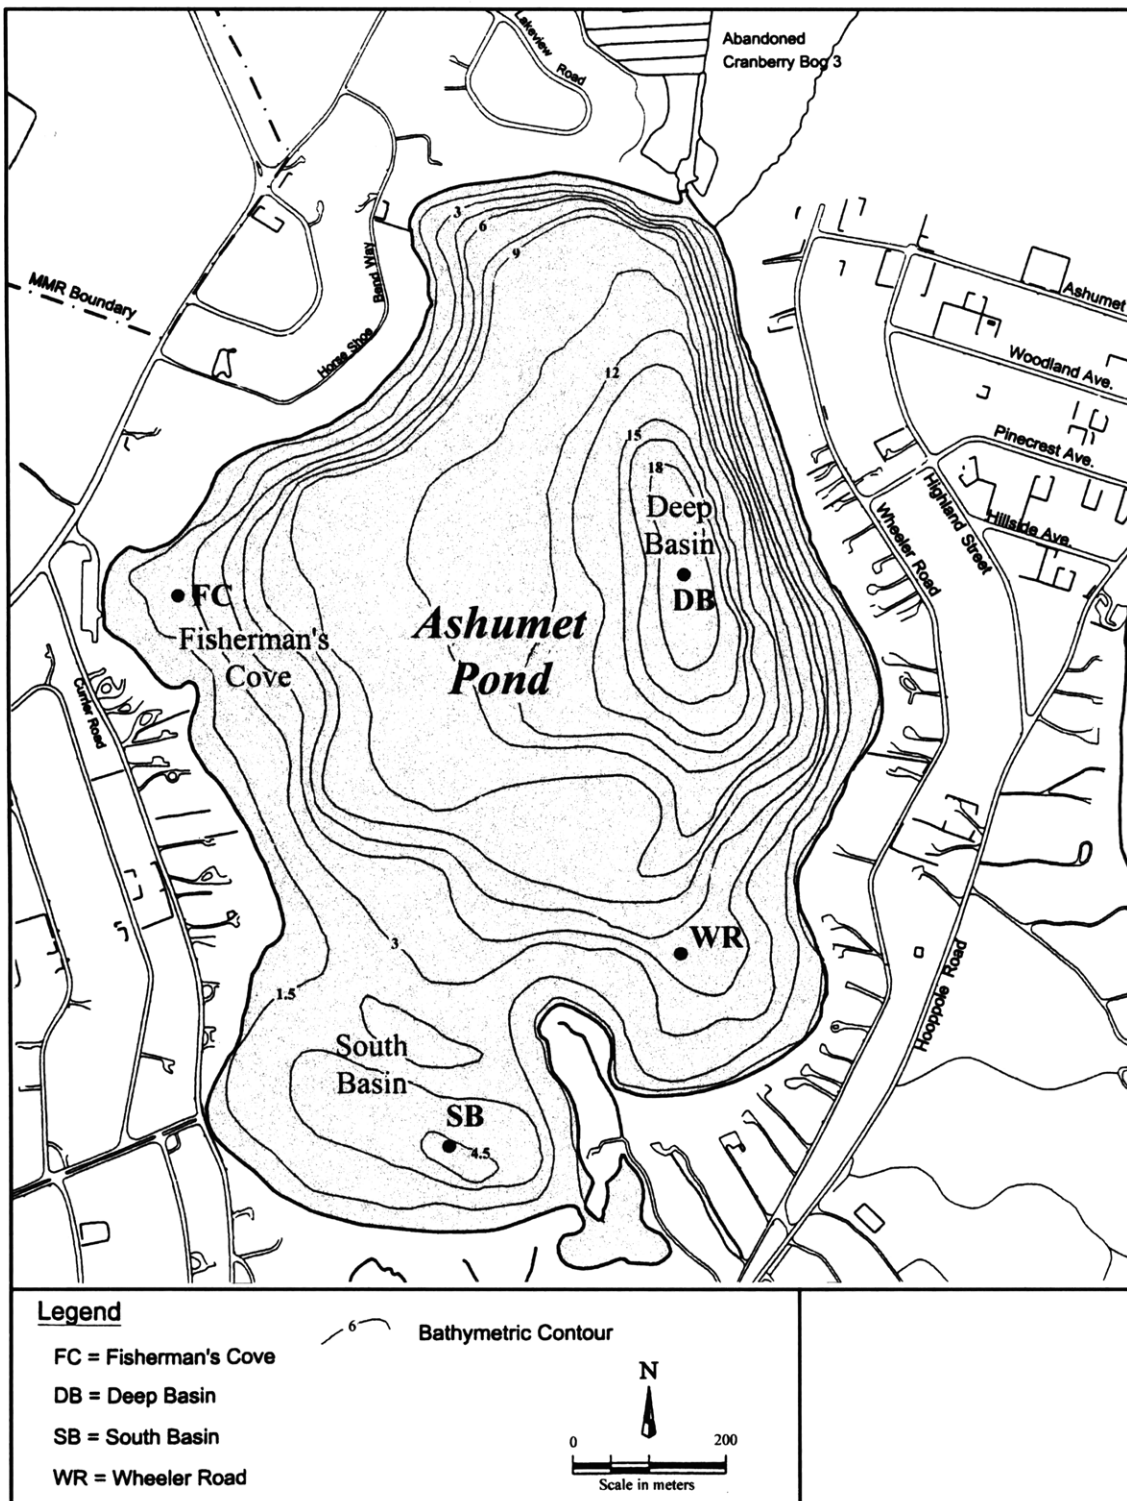 Lakeview
Road
Abandoned
Cranberry Bog 3
3
6
9
MMR Boundary
Bend Way
Horse Shoe
Ashumet
Woodland Ave.
Pinecrest Ave.
Hillside Ave.
Highland Street
Wheeler Road
12
15
18
Deep
Basin
DB
FC
Fisherman's
Cove
Ashumet
Pond
Currier Road
WR
3
1.5
South
Basin
SB
4.5
Hooppole Road
Legend
6
Bathymetric Contour
FC = Fisherman's Cove
DB = Deep Basin
SB = South Basin
WR = Wheeler Road
N
0 200
Scale in meters